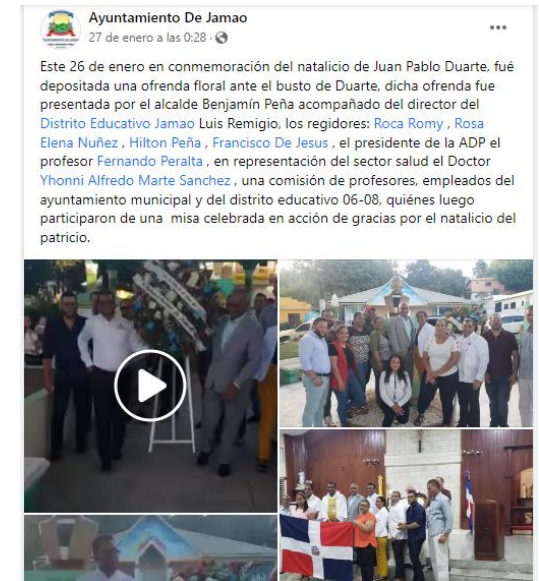 Ayuntamiento De Jamao
27 de enero a las 0:28 ·
Este 26 de enero en conmemoración del natalicio de Juan Pablo Duarte, fué
depositada una ofrenda floral ante el busto de Duarte, dicha ofrenda fue
presentada por el alcalde Benjamín Peña acompañado del director del
Distrito Educativo Jamao Luis Remigio, los regidores: Roca Romy , Rosa
Elena Nuñez , Hilton Peña , Francisco De Jesus , el presidente de la ADP el
profesor Fernando Peralta , en representación del sector salud el Doctor
Yhonni Alfredo Marte Sanchez , una comisión de profesores, empleados del
ayuntamiento municipal y del distrito educativo 06-08, quiénes luego
participaron de una misa celebrada en acción de gracias por el natalicio del
patricio.